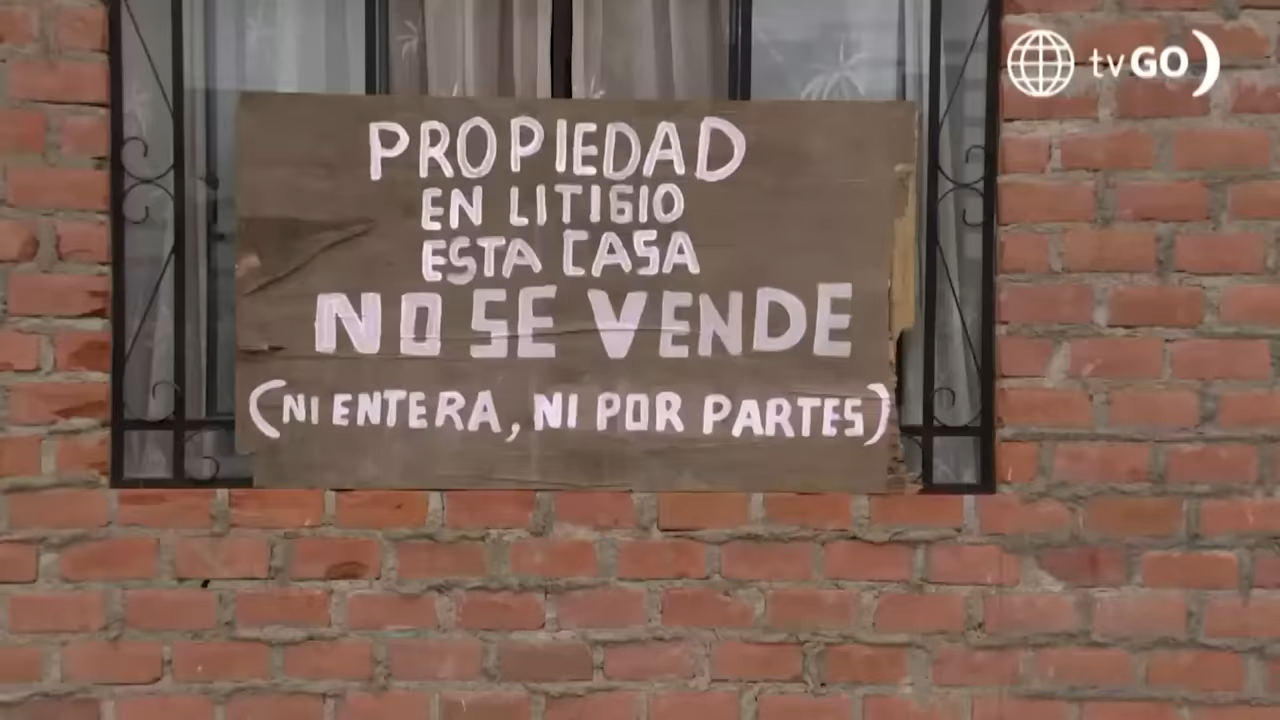 tvGO
PROPIEDAD
EN LITIGIO
ESTA CASA
NO SE VENDE
(NI ENTERA, NI POR PARTES)